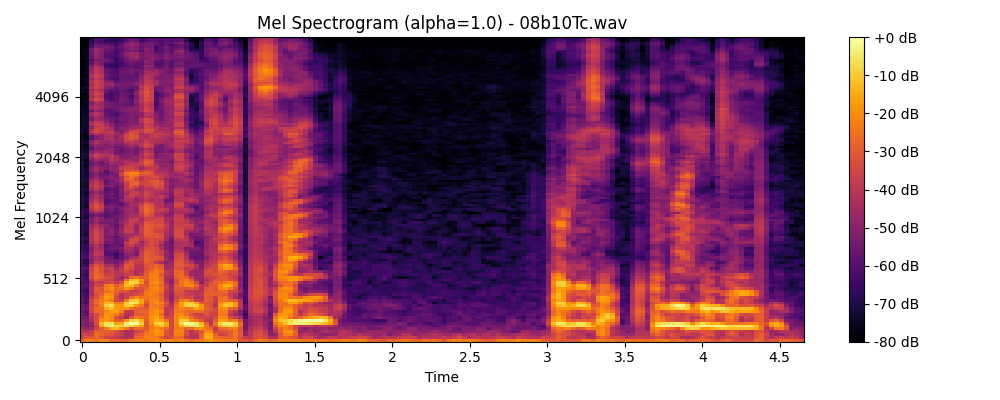 Mel Spectrogram (alpha=1.0) - 08b10Tc.wav
Mel Frequency
4096
2048
1024
512
0
0
0.5
1
1.5
2
2.5
3
3.5
4
4.5
Time
+0 dB
-10 dB
-20 dB
-30 dB
-40 dB
-50 dB
-60 dB
-70 dB
-80 dB